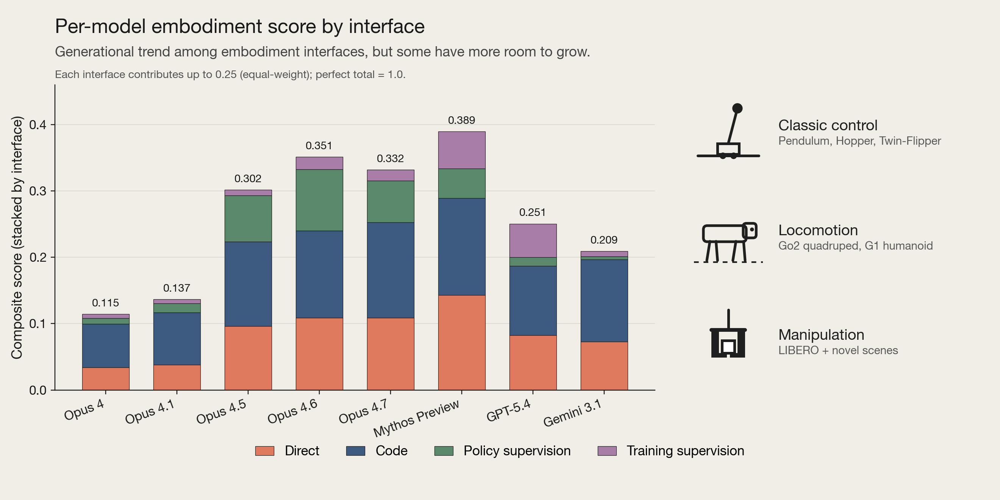 Per-model embodiment score by interface
Generational trend among embodiment interfaces, but some have more room to grow.
Each interface contributes up to 0.25 (equal-weight); perfect total = 1.0.
Composite score (stacked by interface)
0.4
0.3
0.2
0.1
0.0
0.115
0.137
0.302
0.351
0.332
0.389
0.251
0.209
Opus 4
Opus 4.1
Opus 4.5
Opus 4.6
Opus 4.7
Mythos Preview
GPT-5.4
Gemini 3.1
Direct
Code
Policy supervision
Training supervision
Classic control
Pendulum, Hopper, Twin-Flipper
Locomotion
Go2 quadruped, G1 humanoid
Manipulation
LIBERO + novel scenes